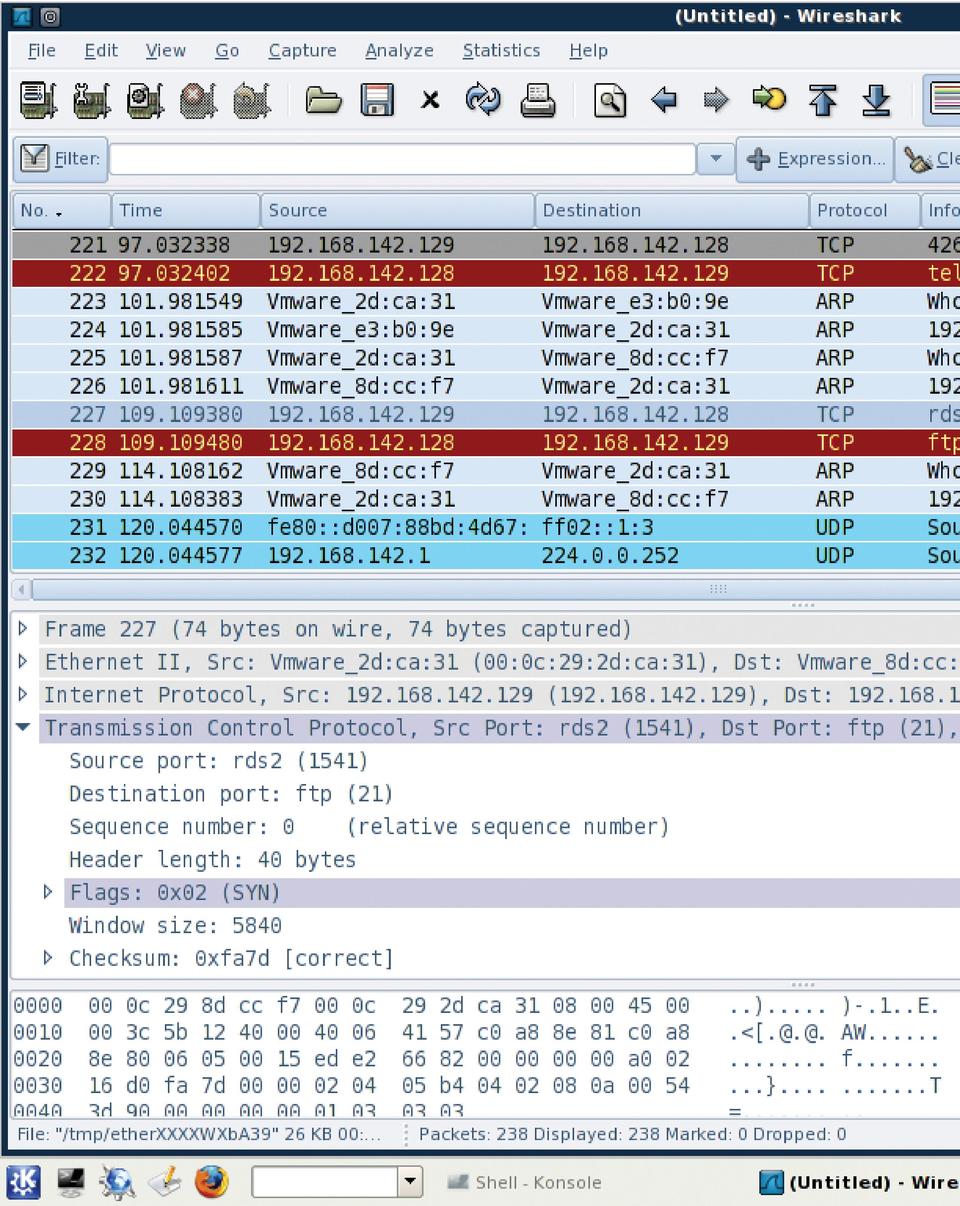 (Untitled) - Wireshark
File Edit View Go Capture Analyze Statistics Help
Filter: Expression...
No. Time Source Destination Protocol Info
221 97.032338 192.168.142.129 192.168.142.128 TCP 426
222 97.032402 192.168.142.128 192.168.142.129 TCP tel
223 101.981549 Vmware_2d:ca:31 Vmware_e3:b0:9e ARP Who
224 101.981585 Vmware_e3:b0:9e Vmware_2d:ca:31 ARP 192
225 101.981587 Vmware_2d:ca:31 Vmware_8d:cc:f7 ARP Who
226 101.981611 Vmware_8d:cc:f7 Vmware_2d:ca:31 ARP 192
227 109.109380 192.168.142.129 192.168.142.128 TCP rds
228 109.109480 192.168.142.128 192.168.142.129 TCP ftp
229 114.108162 Vmware_8d:cc:f7 Vmware_2d:ca:31 ARP Who
230 114.108383 Vmware_2d:ca:31 Vmware_8d:cc:f7 ARP 192
231 120.044570 fe80::d007:88bd:4d67: ff02::1:3 UDP Sou
232 120.044577 192.168.142.1 224.0.0.252 UDP Sou
Frame 227 (74 bytes on wire, 74 bytes captured)
Ethernet II, Src: Vmware_2d:ca:31 (00:0c:29:2d:ca:31), Dst: Vmware_8d:cc:
Internet Protocol, Src: 192.168.142.129 (192.168.142.129), Dst: 192.168.1
Transmission Control Protocol, Src Port: rds2 (1541), Dst Port: ftp (21),
Source port: rds2 (1541)
Destination port: ftp (21)
Sequence number: 0 (relative sequence number)
Header length: 40 bytes
Flags: 0x02 (SYN)
Window size: 5840
Checksum: 0xfa7d [correct]
0000 00 0c 29 8d cc f7 00 0c 29 2d ca 31 08 00 45 00 ..)..... )-.1..E.
0010 00 3c 5b 12 40 00 40 06 41 57 c0 a8 8e 81 c0 a8 .<[.@.@. AW......
0020 8e 80 06 05 00 15 ed e2 66 82 00 00 00 00 a0 02 ........ f.......
0030 16 d0 fa 7d 00 00 02 04 05 b4 04 02 08 0a 00 54 ...}.... .......T
0040 3d 90 00 00 00 00 01 03 03 03 =....... ..
File: "/tmp/etherXXXXWXbA39" 26 KB 00:... Packets: 238 Displayed: 238 Marked: 0 Dropped: 0
Shell - Konsole (Untitled) - Wire